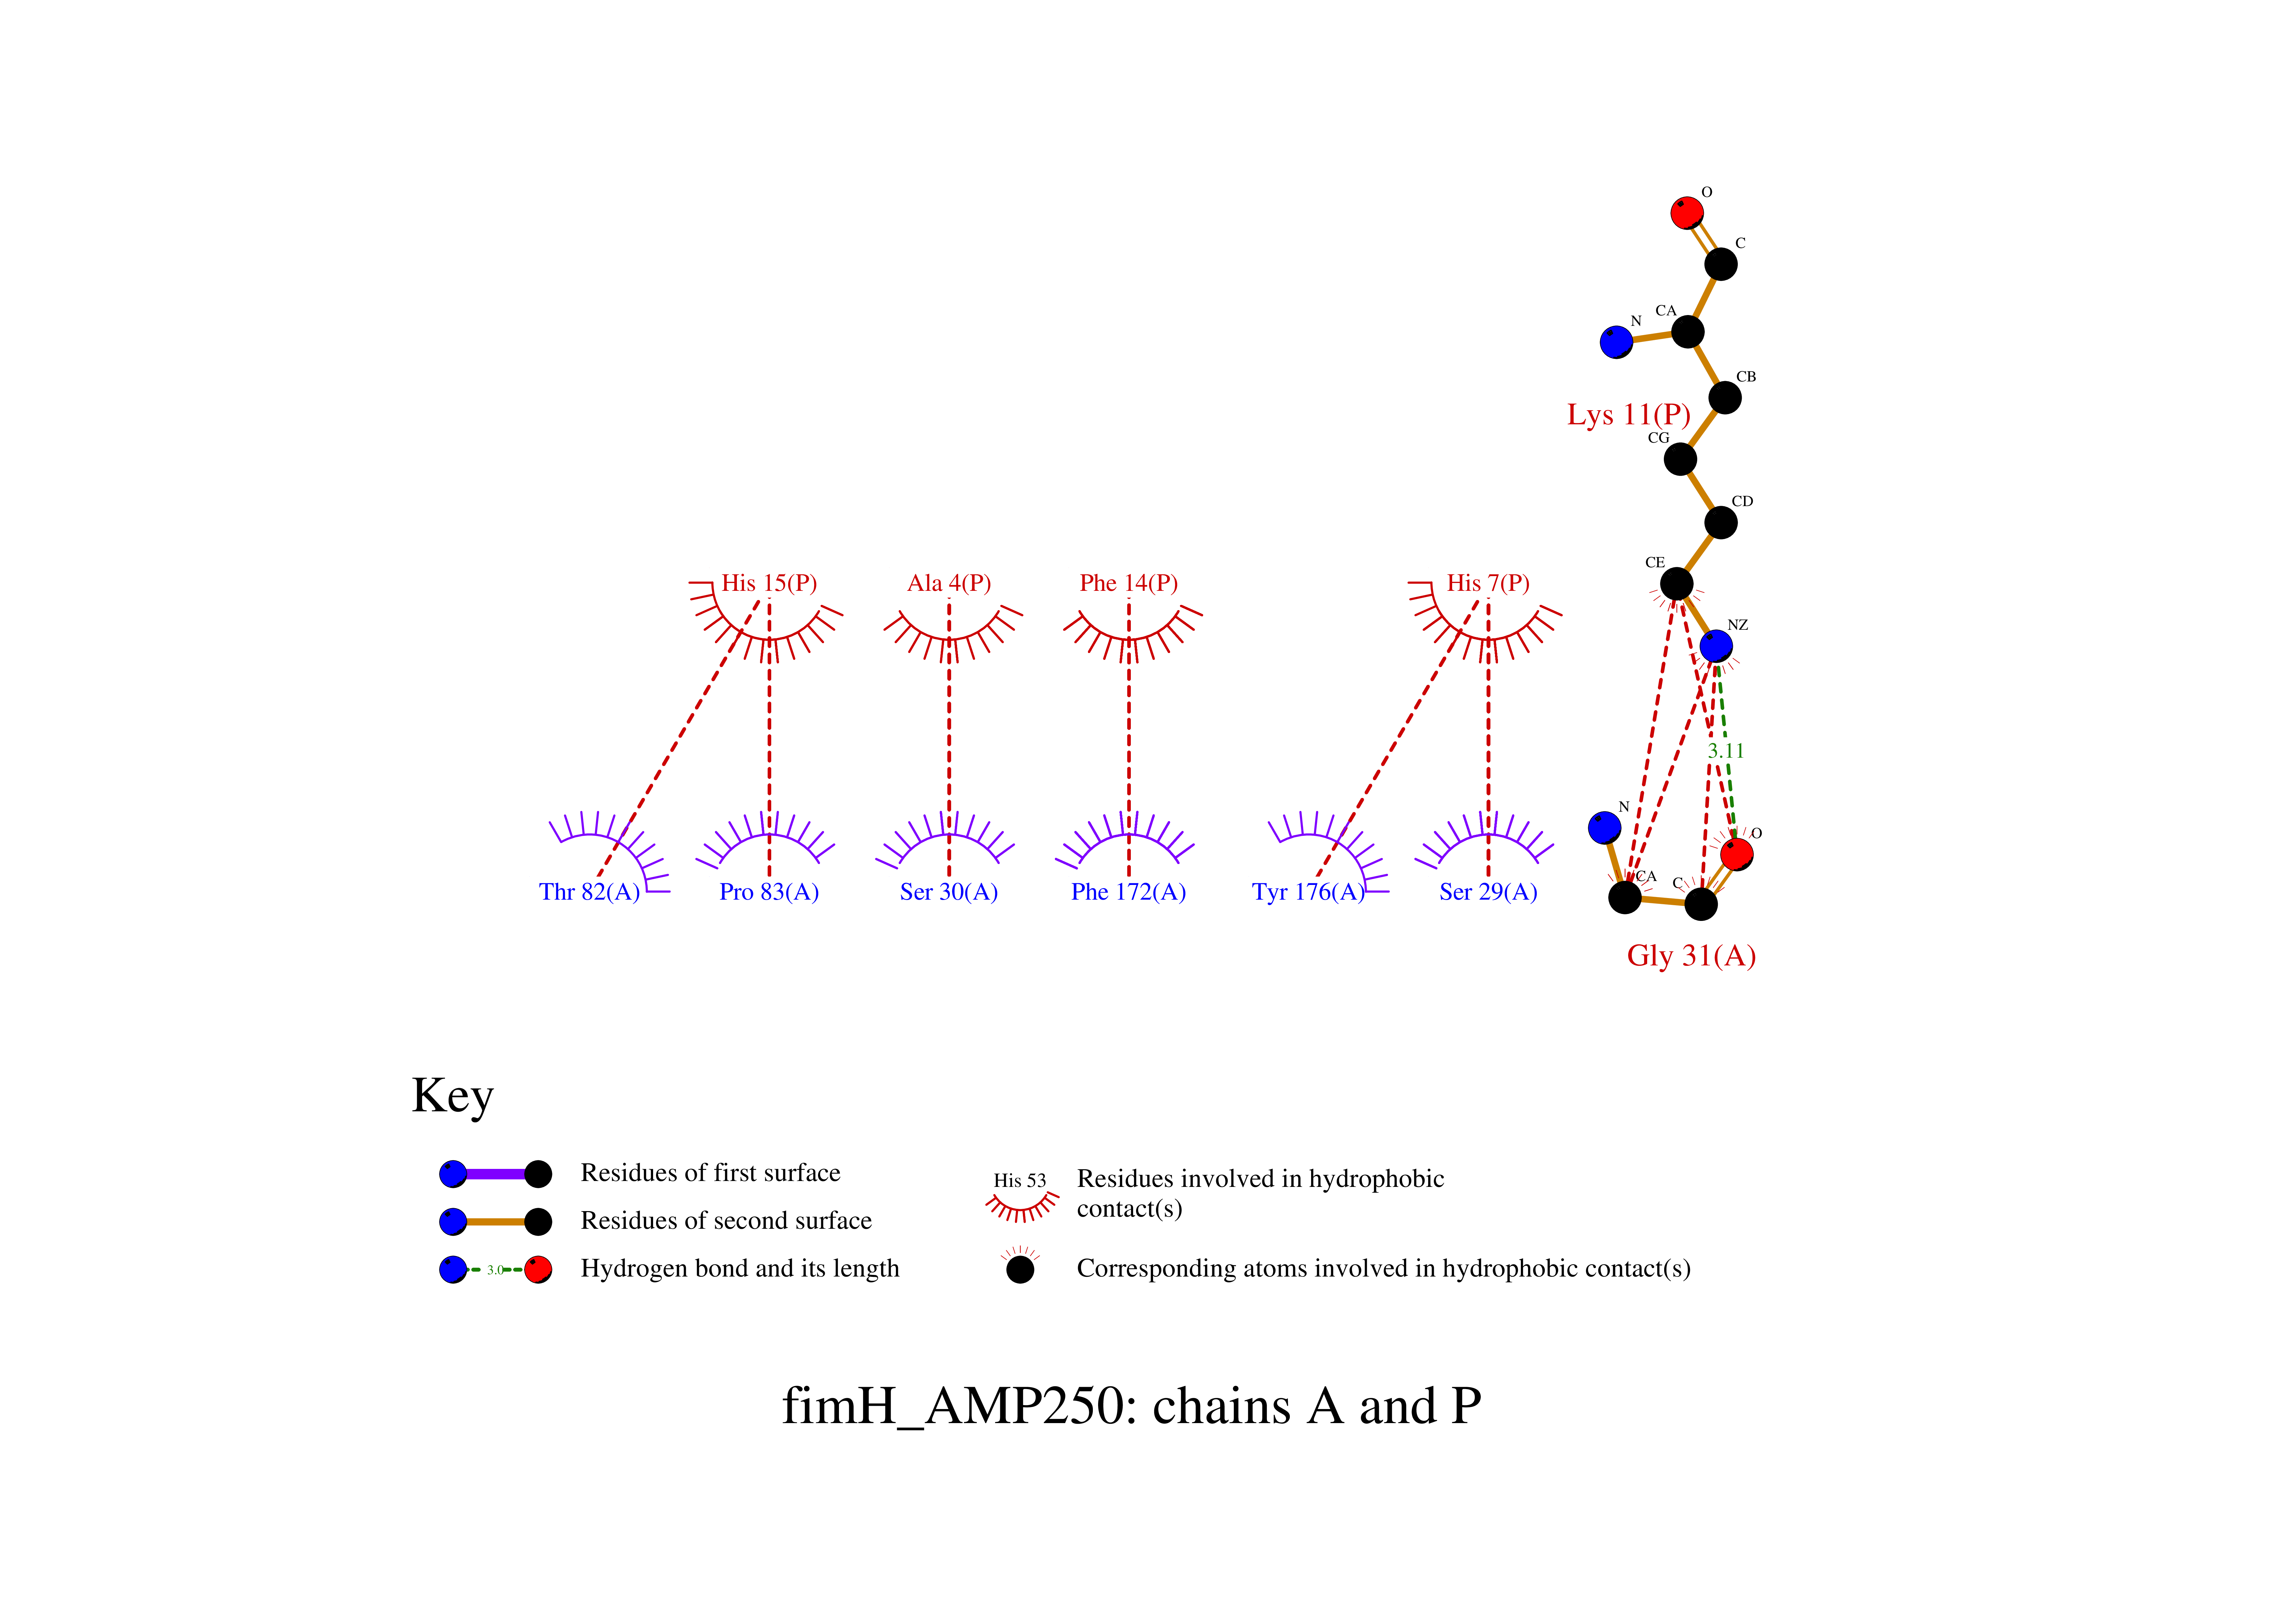 O
C
CA
N
CB
Lys 11(P)
CG
CD
CE
His 15(P) Ala 4(P) Phe 14(P) His 7(P)
NZ
3.11
N
O
CA C
Thr 82(A) Pro 83(A) Ser 30(A) Phe 172(A) Tyr 176(A) Ser 29(A)
Gly 31(A)
Key
Residues of first surface
Residues of second surface
3.0 Hydrogen bond and its length
His 53 Residues involved in hydrophobic
contact(s)
Corresponding atoms involved in hydrophobic contact(s)
fimH_AMP250: chains A and P